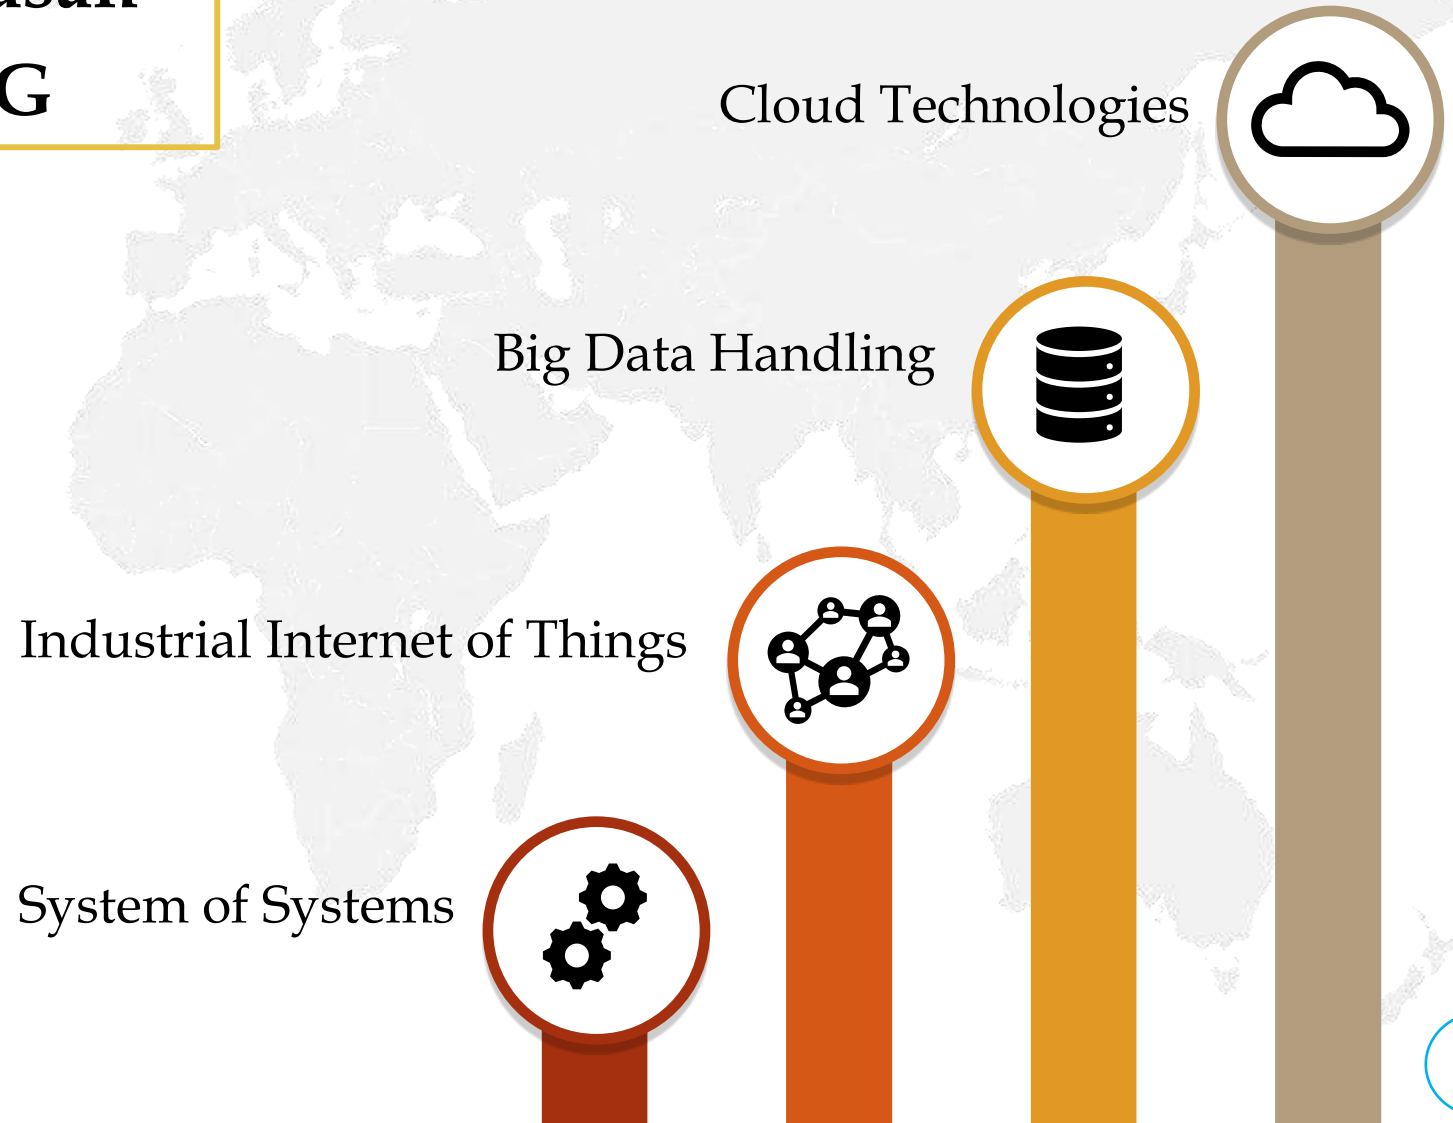 G
Cloud Technologies
Big Data Handling
Industrial Internet of Things
System of Systems